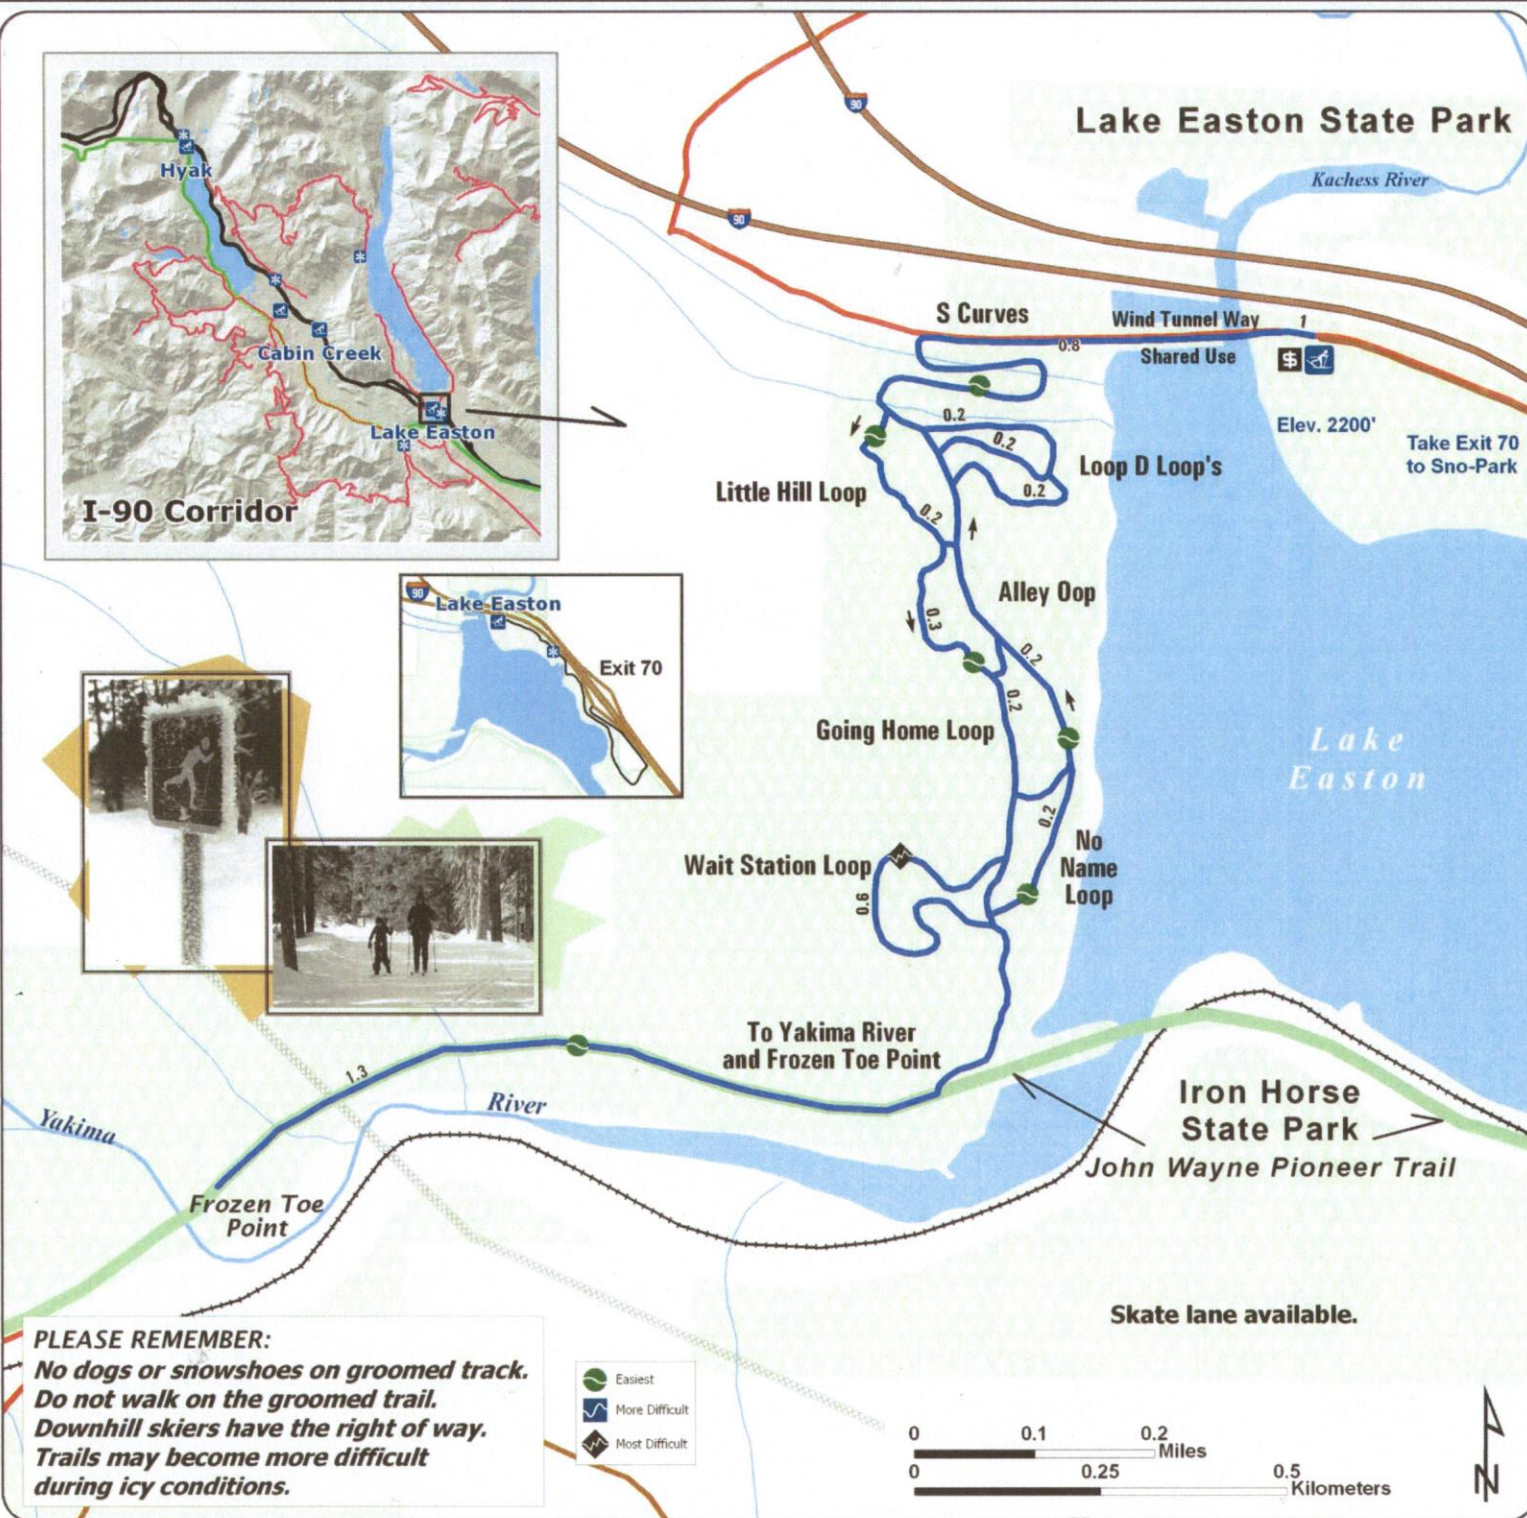 Lake Easton State Park
Kachess River
90
90
Hyak
Cabin Creek
Lake Easton
I-90 Corridor
S Curves
Wind Tunnel Way
1
0.8
Shared Use
$
Elev. 2200'
Take Exit 70
to Sno-Park
0.2
0.2
0.2
Loop D Loop's
Little Hill Loop
0.2
Alley Oop
0.3
0.2
90
Lake Easton
Exit 70
0.2
Going Home Loop
Lake
Easton
0.2
No
Name
Loop
Wait Station Loop
0.6
To Yakima River
and Frozen Toe Point
1.3
Yakima
River
Iron Horse
State Park
John Wayne Pioneer Trail
Frozen Toe
Point
Skate lane available.
PLEASE REMEMBER:
No dogs or snowshoes on groomed track.
Do not walk on the groomed trail.
Downhill skiers have the right of way.
Trails may become more difficult
during icy conditions.
Easiest
More Difficult
Most Difficult
0 0.1 0.2
Miles
0 0.25 0.5
Kilometers
N